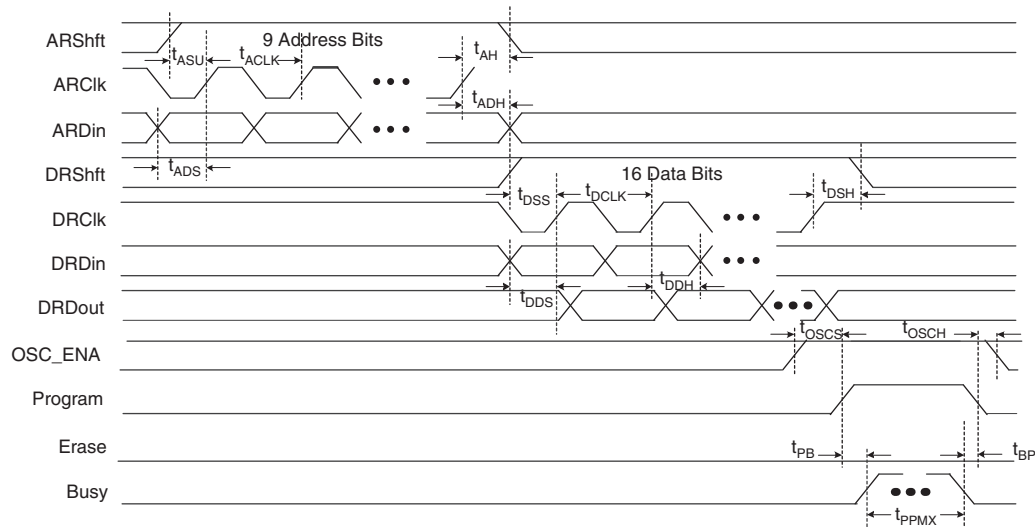 ARShft
9 Address Bits
tASU
tACLK
tAH
ARClk
tADH
ARDin
tADS
DRShft
16 Data Bits
tDSS
tDCLK
tDSH
DRClk
DRDin
tDDS
tDDH
DRDout
tOSCS
tOSCH
OSC_ENA
Program
Erase
tPB
tBP
Busy
tPPMX